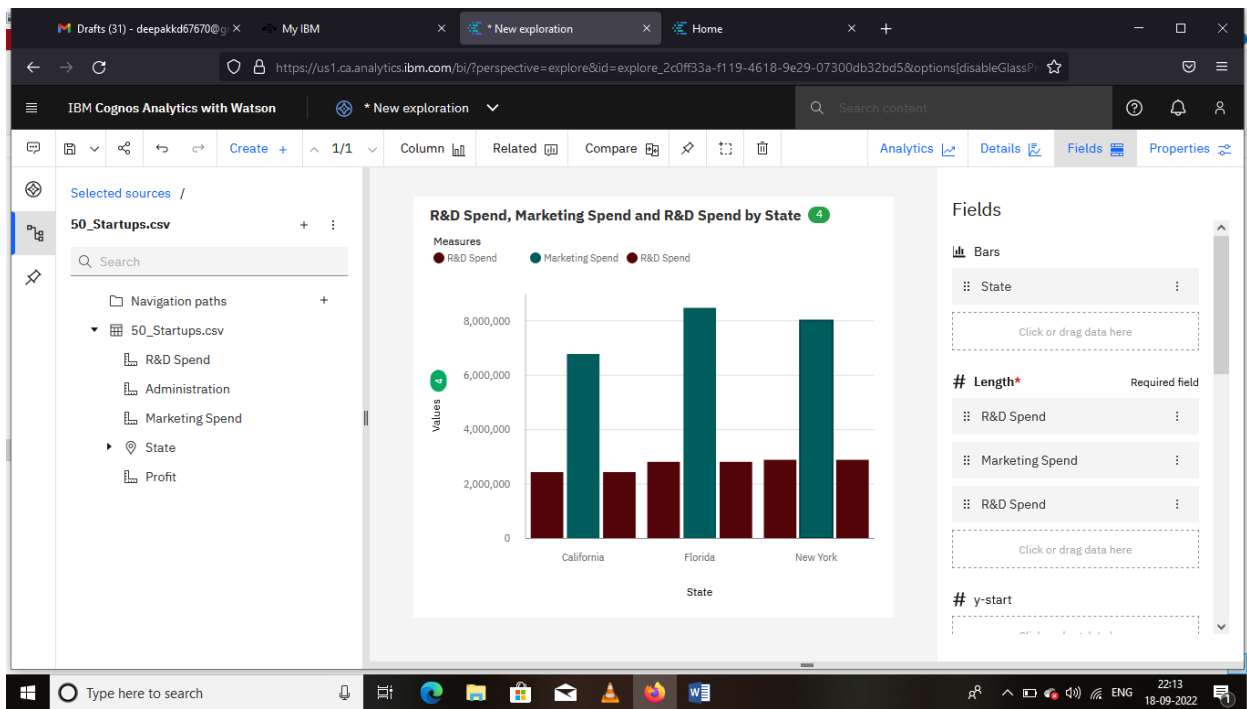 Drafts (31) - deepakkd67670@g
My IBM
* New exploration
Home
https://us1.ca.analytics.ibm.com/bi/?perspective=explore&id=explore_2c0ff33a-f119-4618-9e29-07300db32bd5&options[disableGlassPr
IBM Cognos Analytics with Watson
* New exploration
Search content
Create +
1/1
Column
Related
Compare
Analytics
Details
Fields
Properties
Selected sources /
50_Startups.csv
Search
Navigation paths
50_Startups.csv
R&D Spend
Administration
Marketing Spend
State
Profit
R&D Spend, Marketing Spend and R&D Spend by State 4
Measures
R&D Spend Marketing Spend R&D Spend
8,000,000
6,000,000
4,000,000
2,000,000
0
Values 4
California Florida New York
State
Fields
Bars
State
Click or drag data here
# Length* Required field
R&D Spend
Marketing Spend
R&D Spend
Click or drag data here
# y-start
Type here to search
ENG
22:13
18-09-2022
1